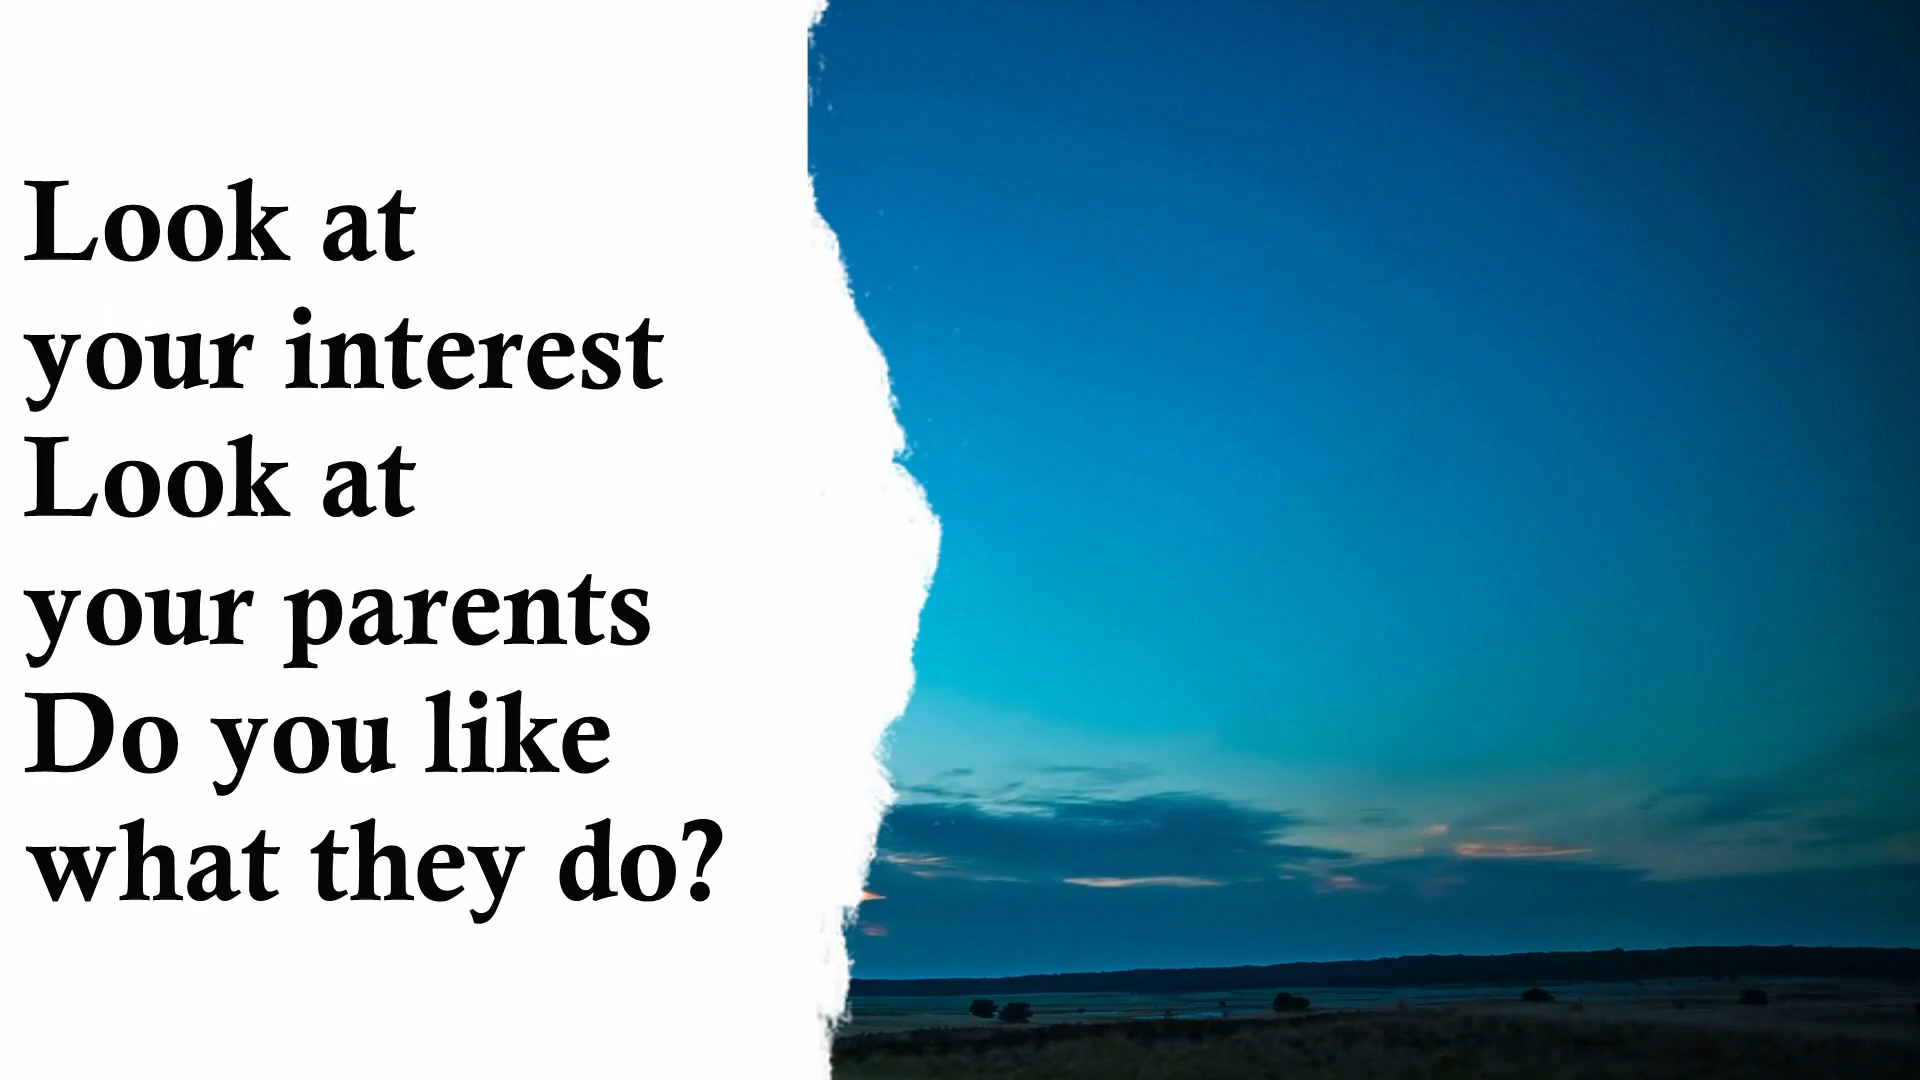 Look at
your interest
Look at
your parents
Do you like
what they do?